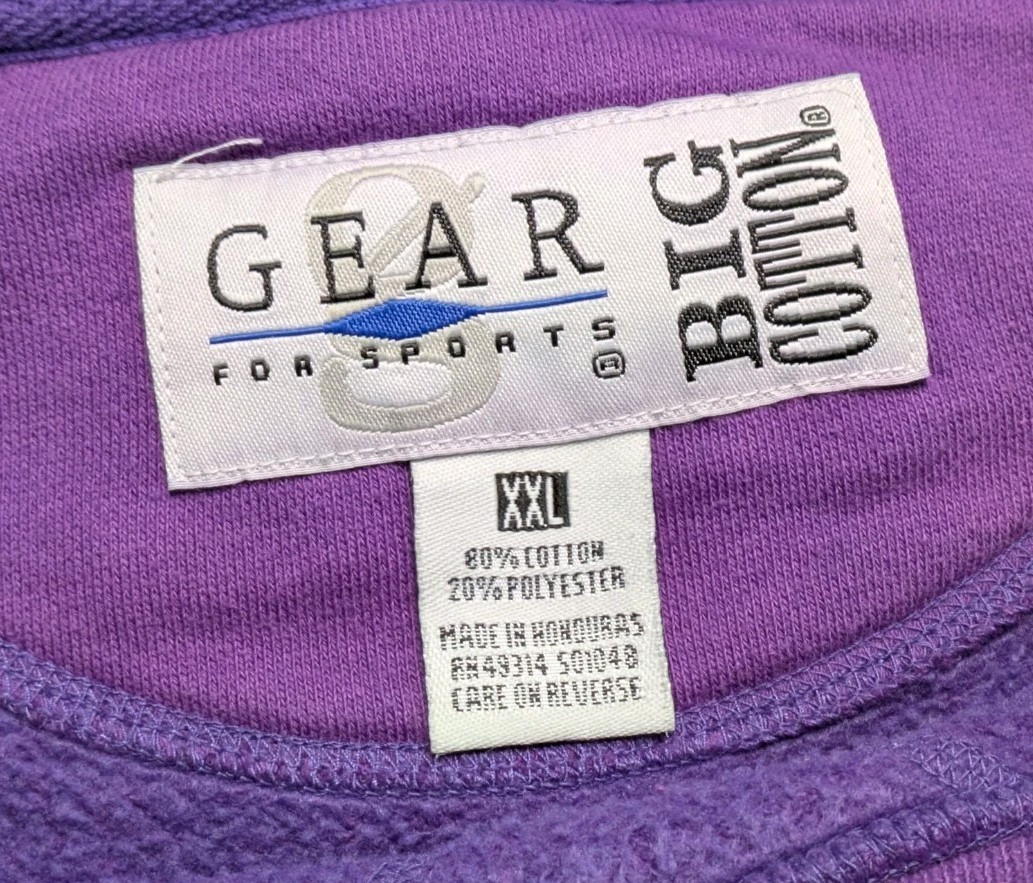 GEAR
FOR SPORTS®
BIG
COTTON®
XXL
80% COTTON
20% POLYESTER
MADE IN HONDURAS
RN49314 S01048
CARE ON REVERSE